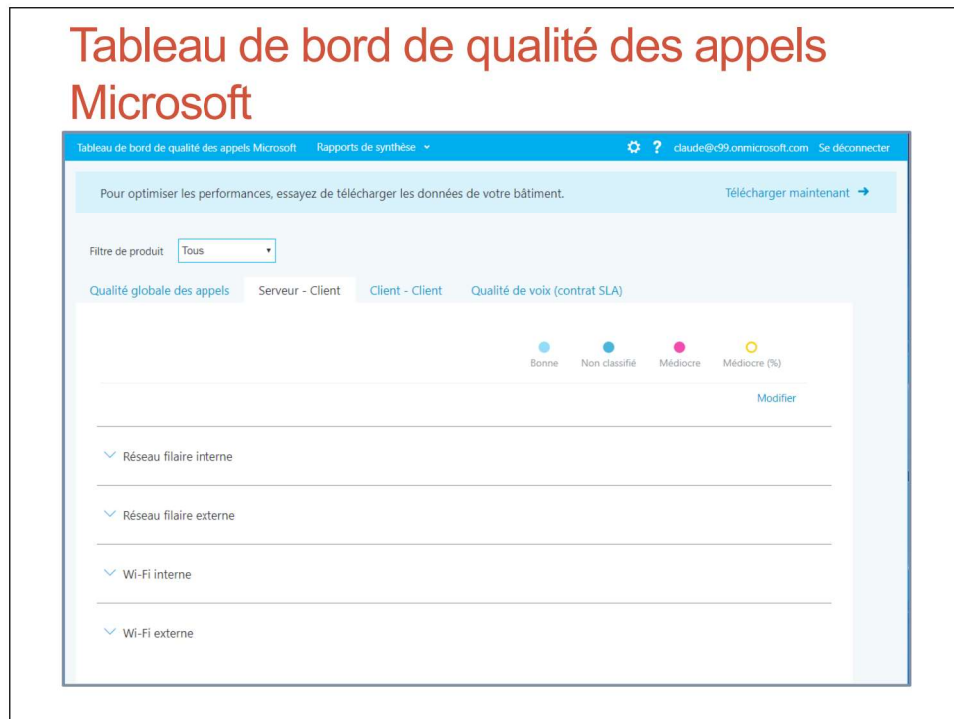 Tableau de bord de qualité des appels
Microsoft
Tableau de bord de qualité des appels Microsoft Rapports de synthèse ? claude@c99.onmicrosoft.com Se déconnecter
Pour optimiser les performances, essayez de télécharger les données de votre bâtiment. Télécharger maintenant →
Filtre de produit Tous
Qualité globale des appels Serveur - Client Client - Client Qualité de voix (contrat SLA)
Bonne Non classifié Médiocre Médiocre (%)
Modifier
Réseau filaire interne
Réseau filaire externe
Wi-Fi interne
Wi-Fi externe